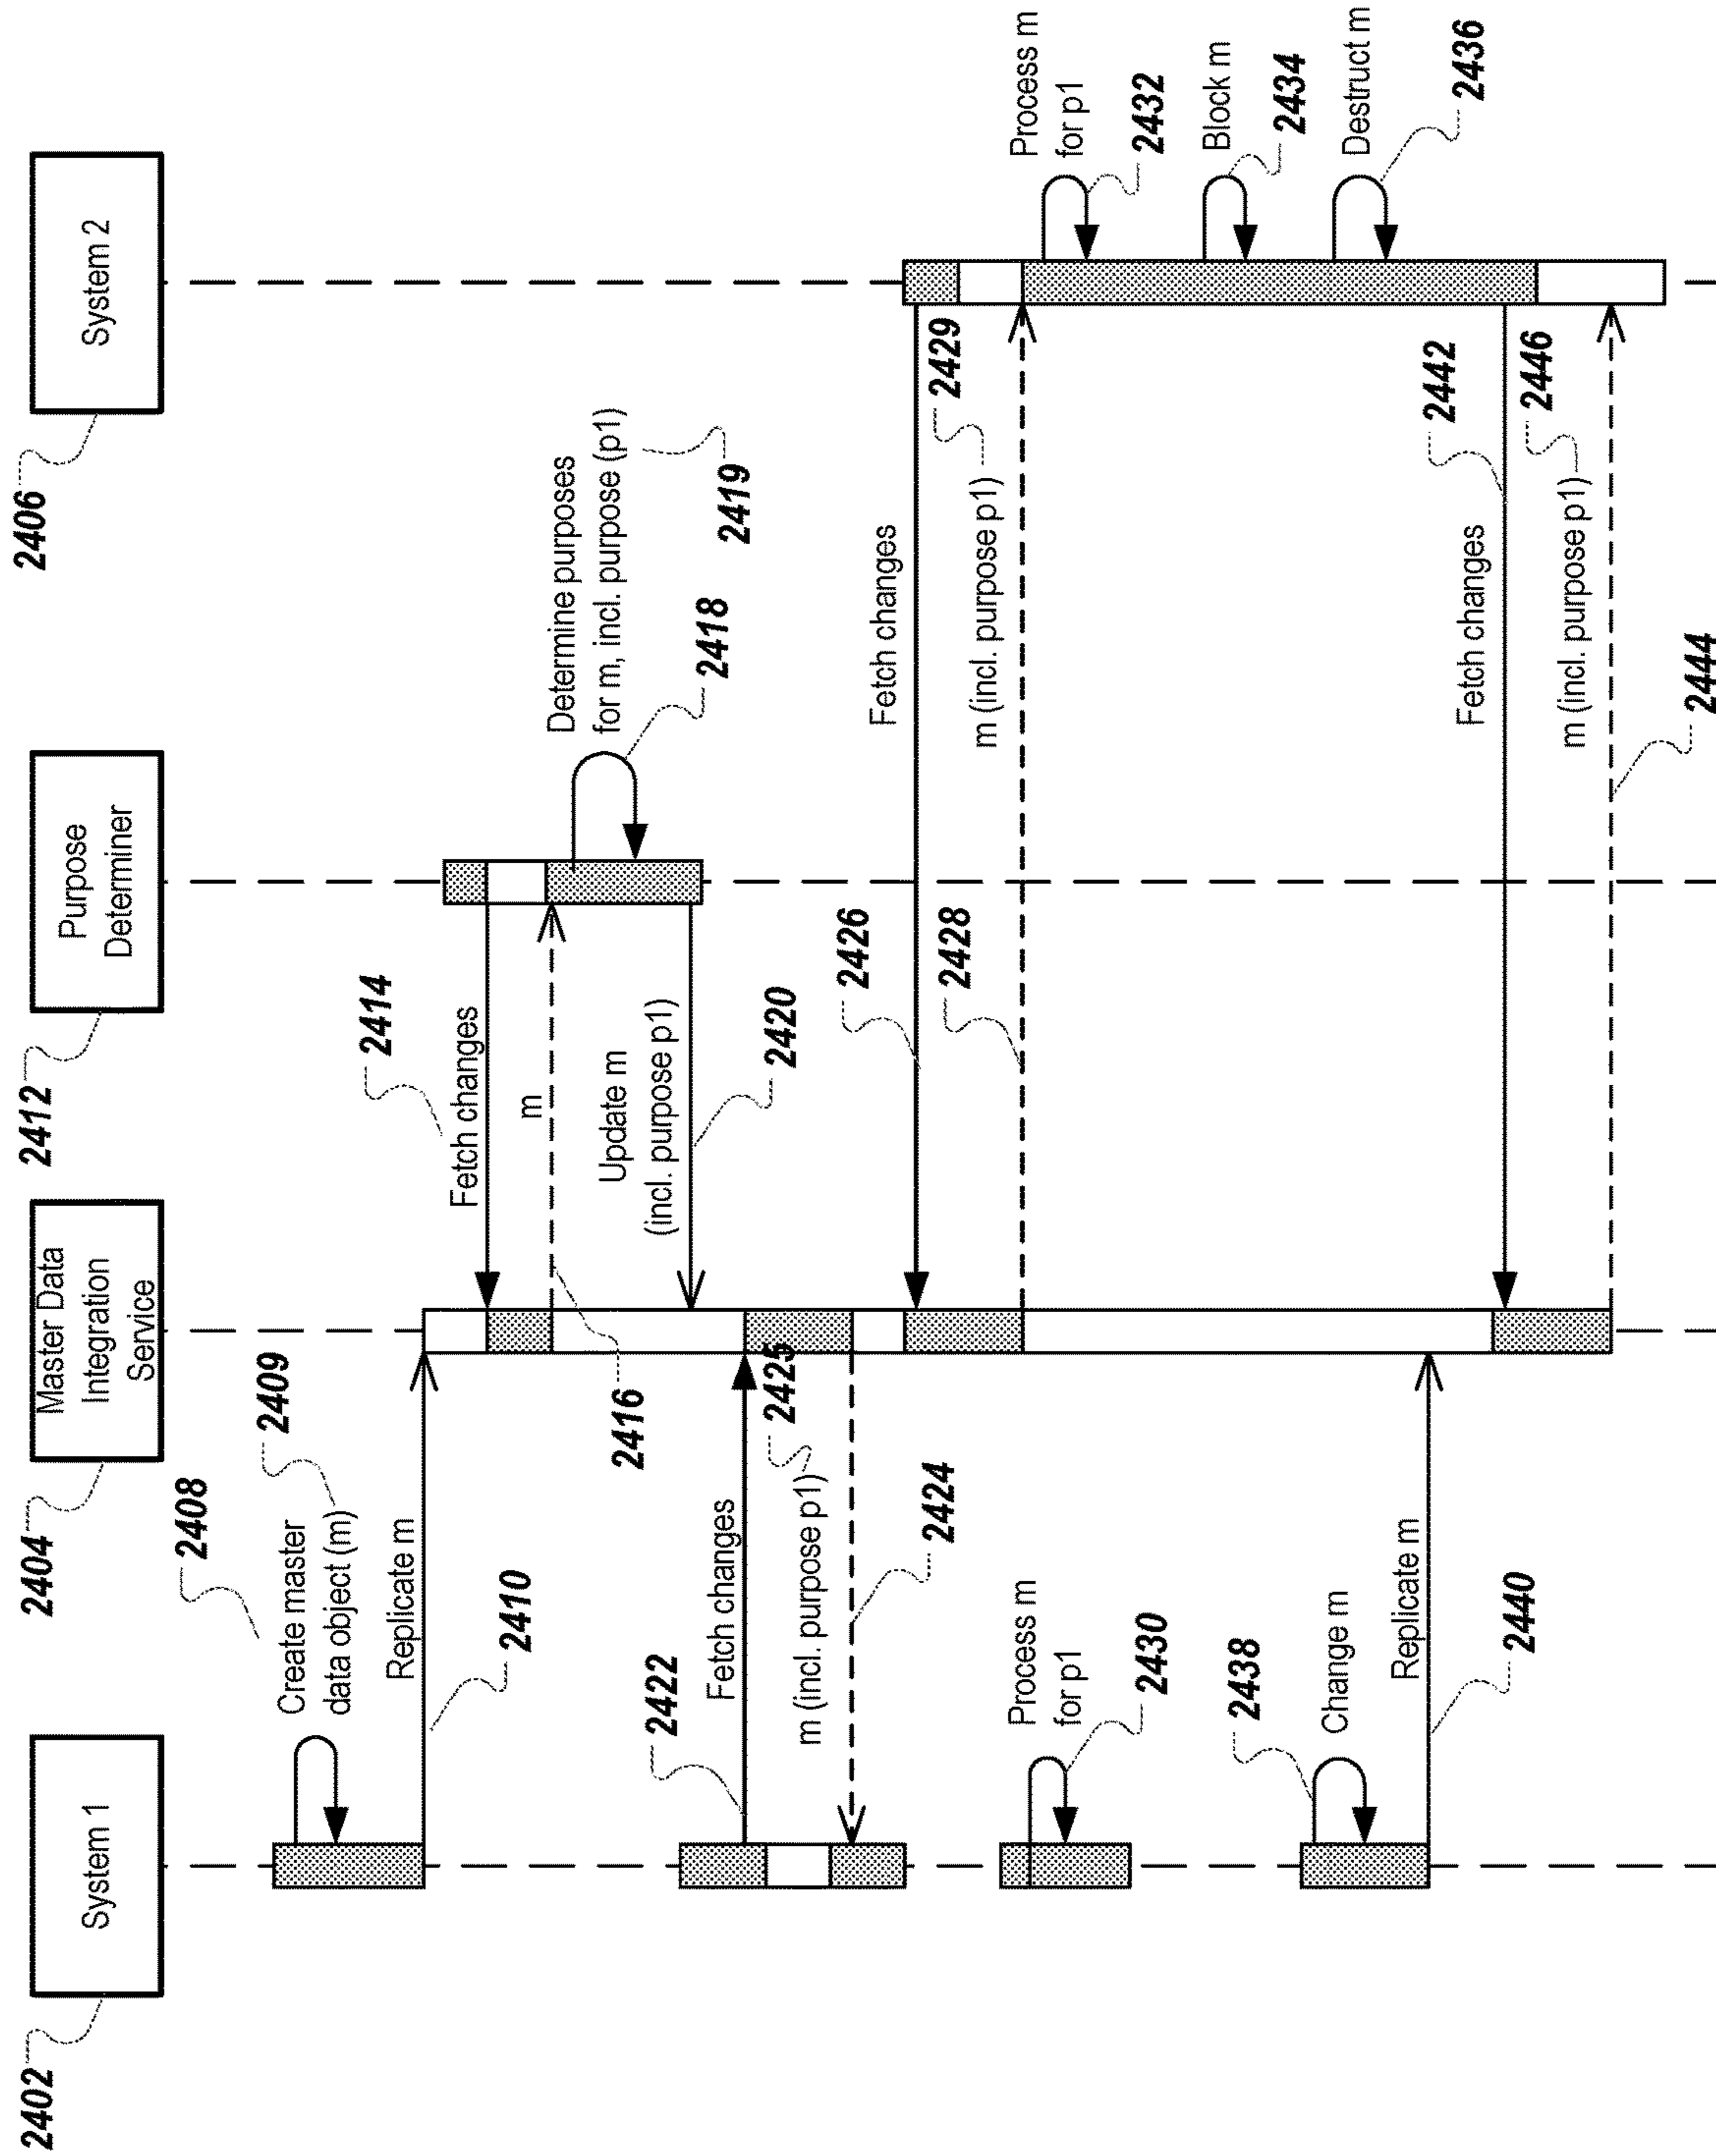 2402
System 1
2404
Master Data
Integration
Service
2412
Purpose
Determiner
2406
System 2
2408
Create master
data object (m)
2409
Replicate m
2410
2414
Fetch changes
m
2416
Determine purposes
for m, incl. purpose (p1)
2419
2418
Update m
(incl. purpose p1)
2420
2422
Fetch changes
2425
m (incl. purpose p1)
2424
Fetch changes
2426
2429
m (incl. purpose p1)
2428
Process m
for p1
2430
Process m
for p1
2432
Block m
2434
Destruct m
2436
2438
Change m
Replicate m
2440
2442
Fetch changes
2446
m (incl. purpose p1)
2444